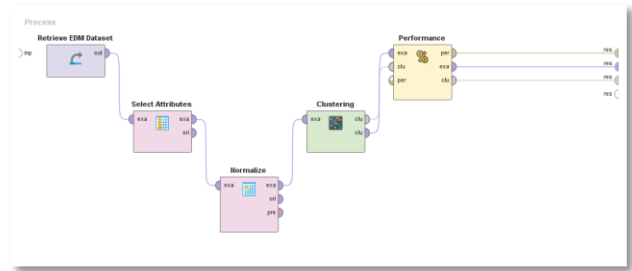 Process
Retrieve EDM Dataset
inp
out
Select Attributes
exa
exa
ori
Normalize
exa
exa
ori
pre
Clustering
exa
clu
clu
Performance
exa
per
clu
exa
per
clu
res
res
res
res